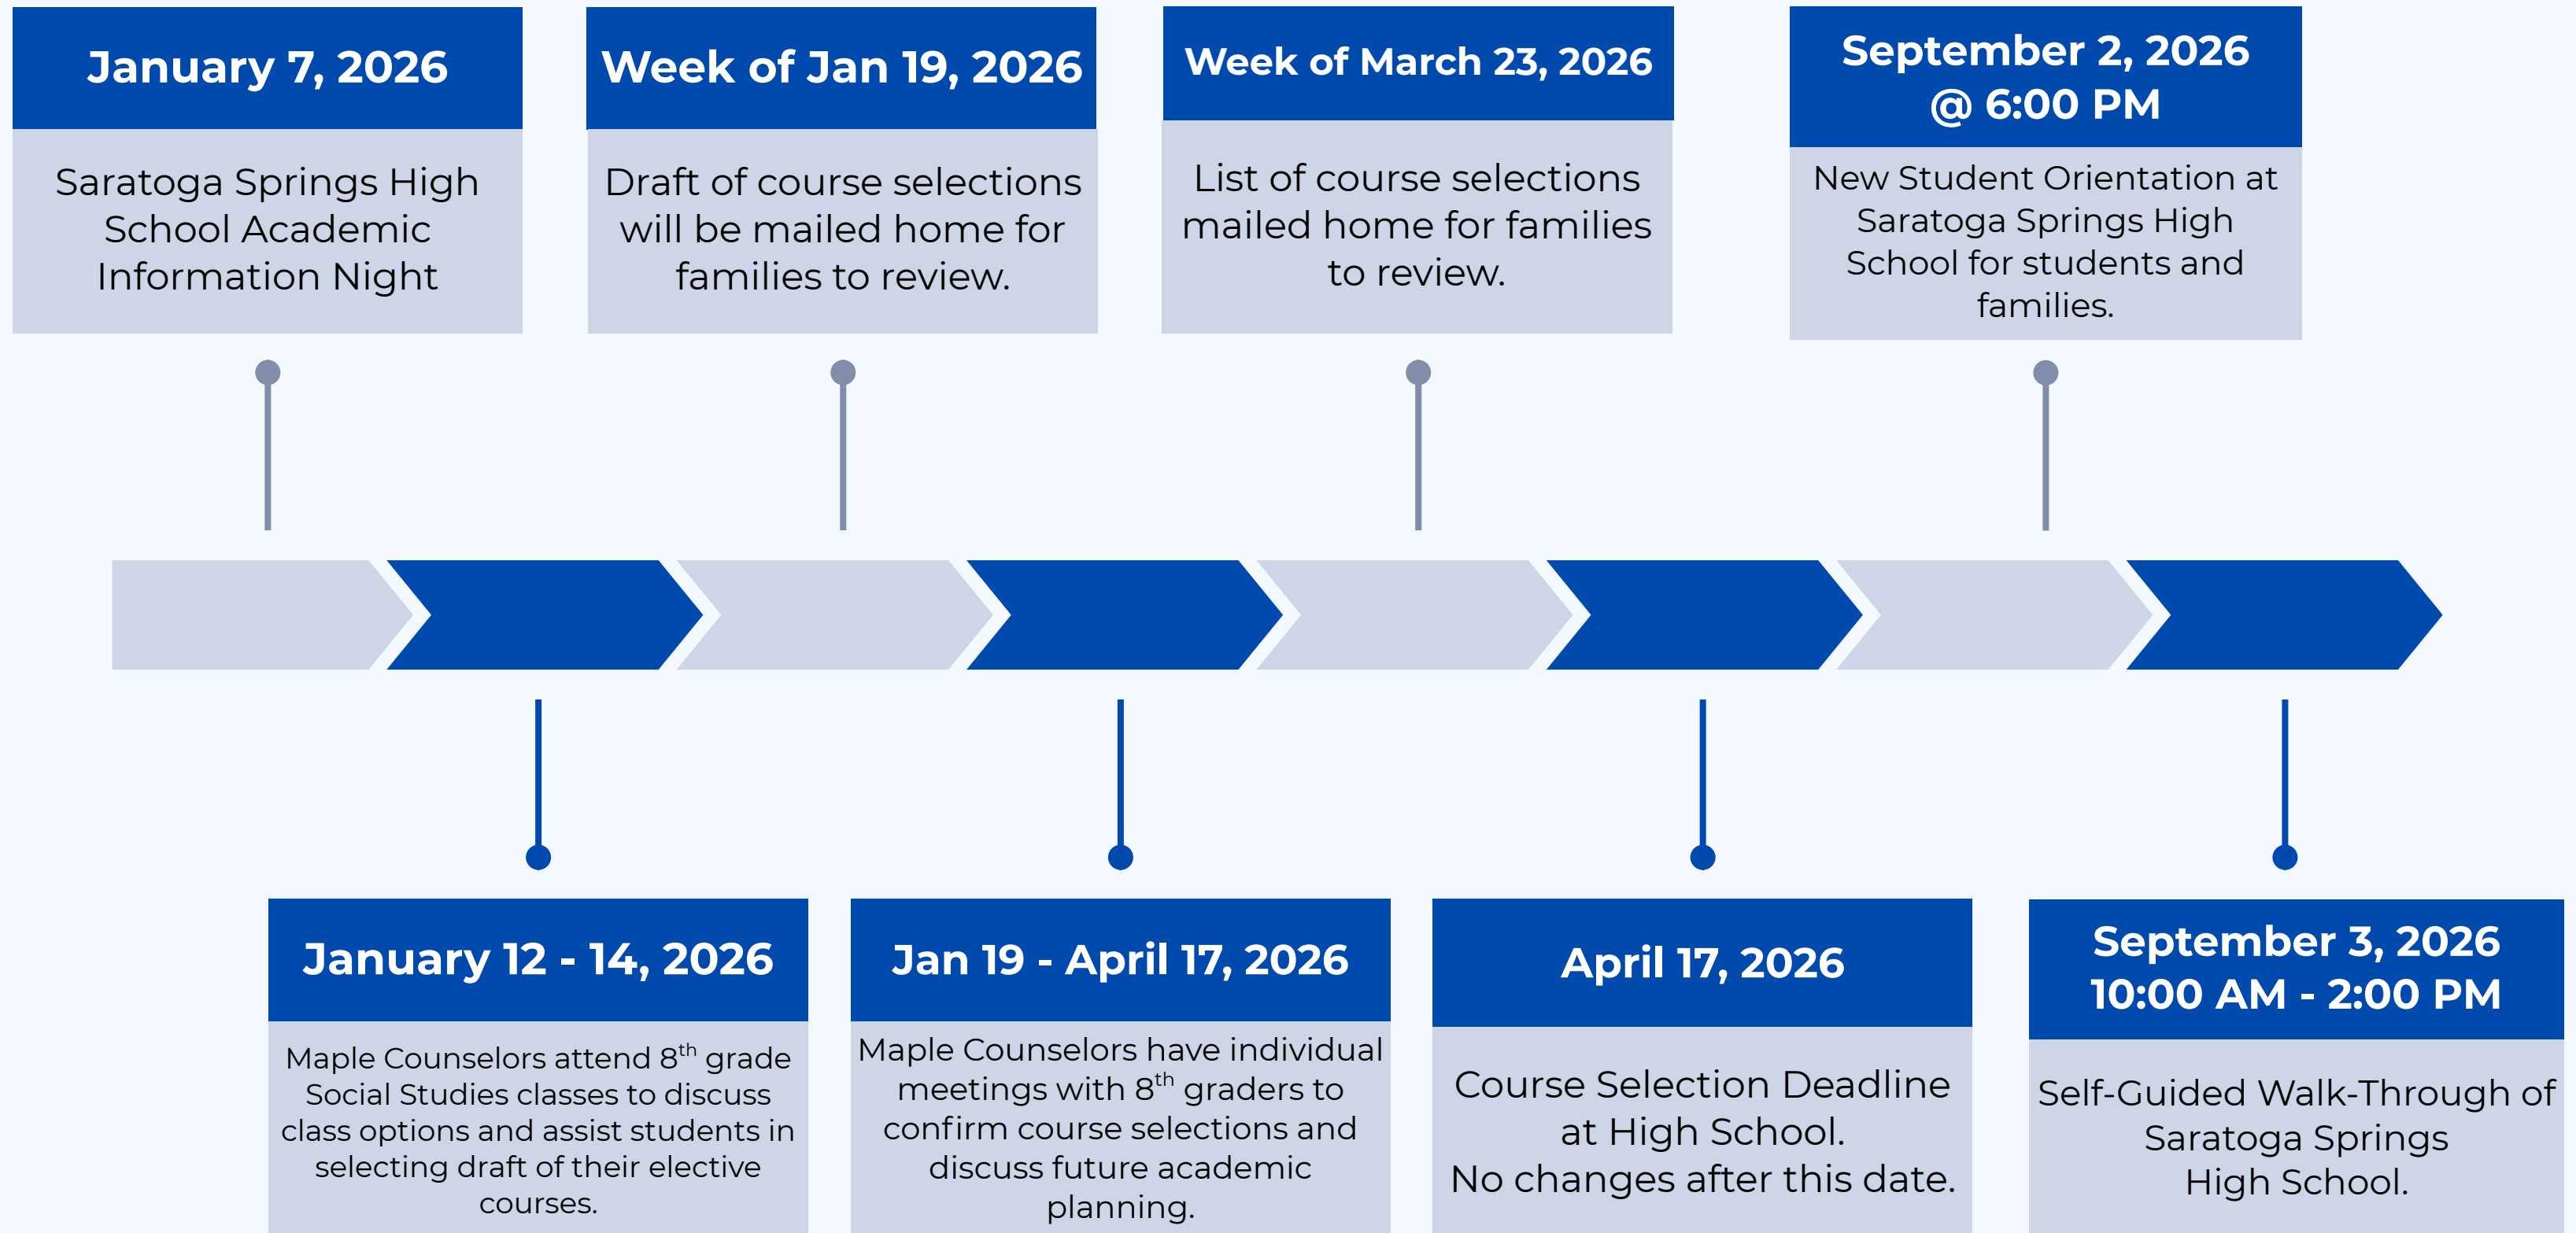 January 7, 2026
Saratoga Springs High
School Academic
Information Night
Week of Jan 19, 2026
Draft of course selections
will be mailed home for
families to review.
Week of March 23, 2026
List of course selections
mailed home for families
to review.
September 2, 2026
@ 6:00 PM
New Student Orientation at
Saratoga Springs High
School for students and
families.
January 12 - 14, 2026
Maple Counselors attend 8th grade
Social Studies classes to discuss
class options and assist students in
selecting draft of their elective
courses.
Jan 19 - April 17, 2026
Maple Counselors have individual
meetings with 8th graders to
confirm course selections and
discuss future academic
planning.
April 17, 2026
Course Selection Deadline
at High School.
No changes after this date.
September 3, 2026
10:00 AM - 2:00 PM
Self-Guided Walk-Through of
Saratoga Springs
High School.